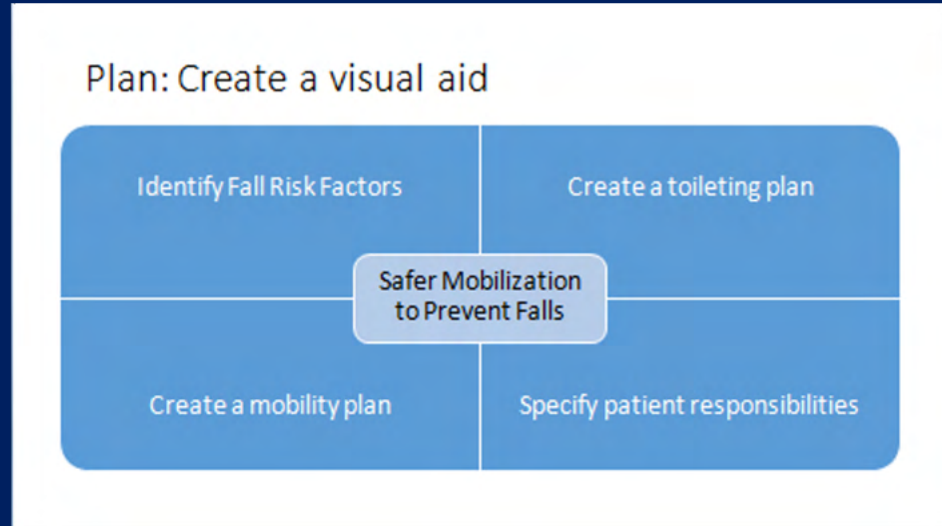 Plan: Create a visual aid
Identify Fall Risk Factors
Create a toileting plan
Safer Mobilization
to Prevent Falls
Create a mobility plan
Specify patient responsibilities